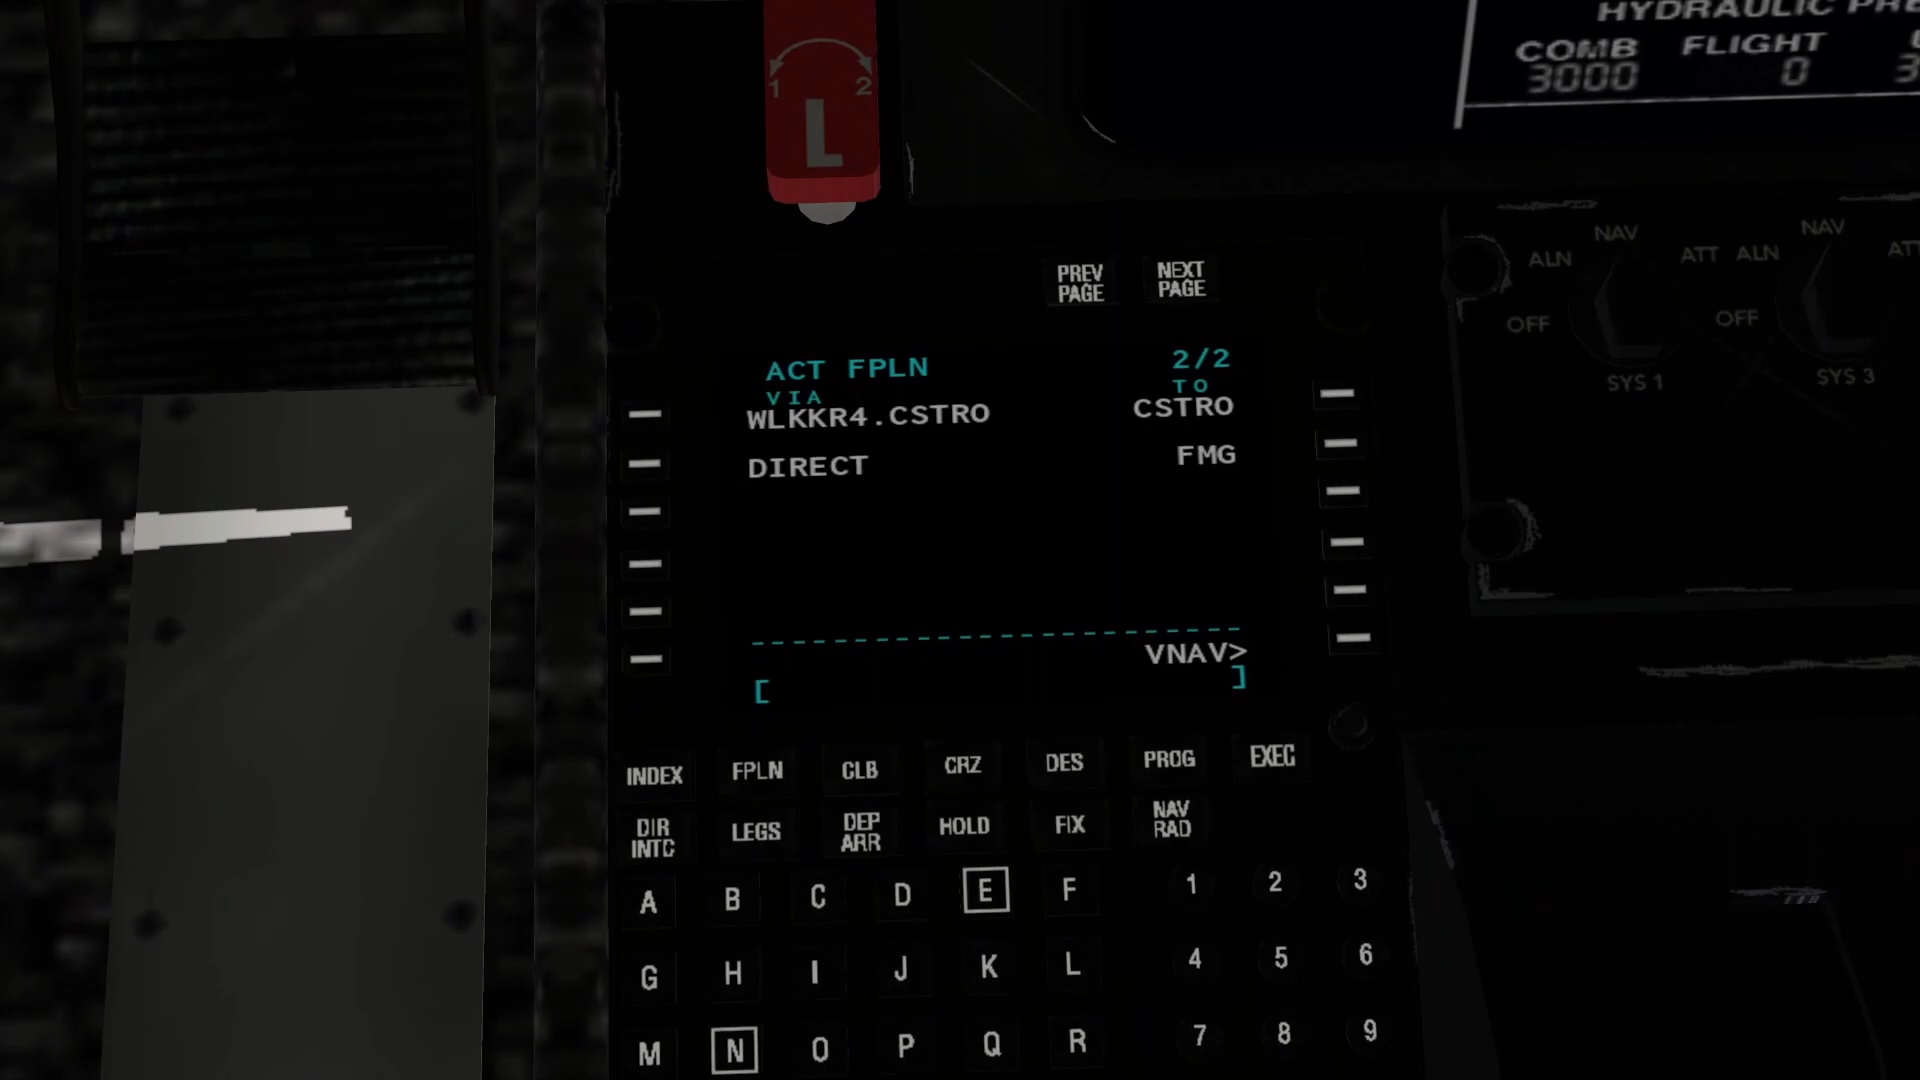 HYDRAULIC
COMB FLIGHT
3000 0
1 2
L
PREV PAGE
NEXT PAGE
ACT FPLN 2/2
VIA TO
WLKKR4.CSTRO CSTRO
DIRECT FMG
------------------------
VNAV>
[ ]
NAV NAV
ALN ATT ALN
OFF OFF
SYS 1 SYS 3
INDEX FPLN CLB CRZ DES PROG EXEC
DIR INTC LEGS DEP ARR HOLD FIX NAV RAD
A B C D E F 1 2 3
G H I J K L 4 5 6
M N O P Q R 7 8 9